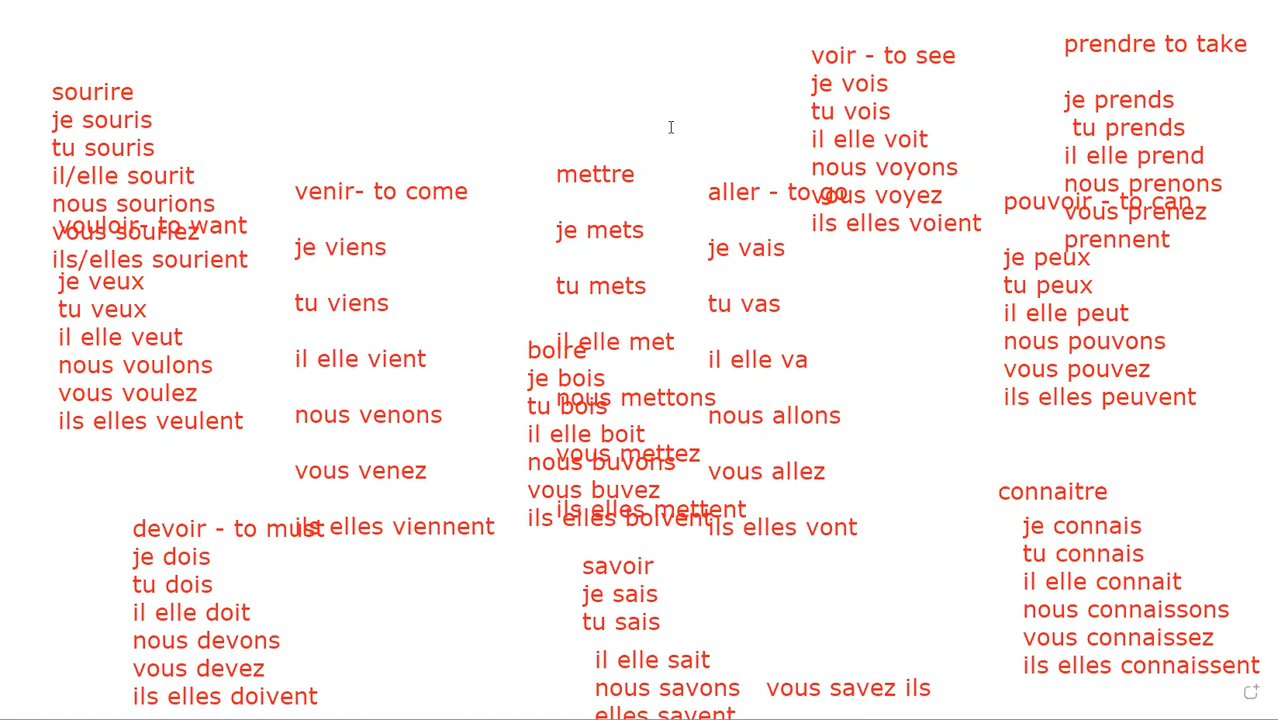 sourire
je souris
tu souris
il/elle sourit
nous sourions
vous souriez
ils/elles sourient
vouloir- to want
je veux
tu veux
il elle veut
nous voulons
vous voulez
ils elles veulent
venir- to come
je viens
tu viens
il elle vient
nous venons
vous venez
ils elles viennent
devoir - to must
je dois
tu dois
il elle doit
nous devons
vous devez
ils elles doivent
mettre
je mets
tu mets
il elle met
nous mettons
vous mettez
ils elles mettent
boire
je bois
tu bois
il elle boit
nous buvons
vous buvez
ils elles boivent
savoir
je sais
tu sais
il elle sait
nous savons   vous savez ils
elles savent
aller - to go
je vais
tu vas
il elle va
nous allons
vous allez
ils elles vont
voir - to see
je vois
tu vois
il elle voit
nous voyons
vous voyez
ils elles voient
prendre to take
je prends
tu prends
il elle prend
nous prenons
vous prenez
prennent
pouvoir - to can
je peux
tu peux
il elle peut
nous pouvons
vous pouvez
ils elles peuvent
connaitre
je connais
tu connais
il elle connait
nous connaissons
vous connaissez
ils elles connaissent